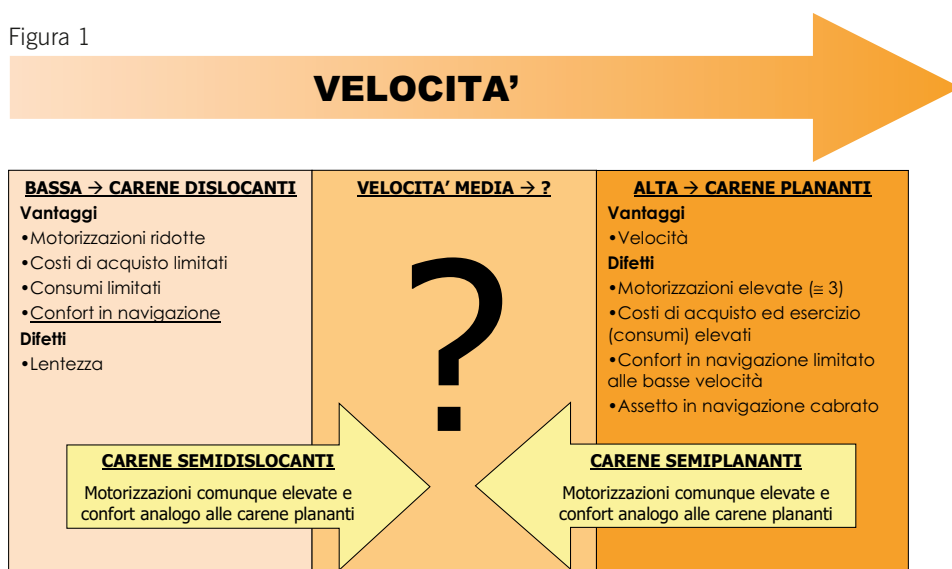 Figura 1
VELOCITA’
BASSA → CARENE DISLOCANTI
Vantaggi
•Motorizzazioni ridotte
•Costi di acquisto limitati
•Consumi limitati
•Confort in navigazione
Difetti
•Lentezza
VELOCITA’ MEDIA → ?
?
ALTA → CARENE PLANANTI
Vantaggi
•Velocità
Difetti
•Motorizzazioni elevate (≅ 3)
•Costi di acquisto ed esercizio
(consumi) elevati
•Confort in navigazione limitato
alle basse velocità
•Assetto in navigazione cabrato
CARENE SEMIDISLOCANTI
Motorizzazioni comunque elevate e
confort analogo alle carene plananti
CARENE SEMIPLANANTI
Motorizzazioni comunque elevate e
confort analogo alle carene plananti